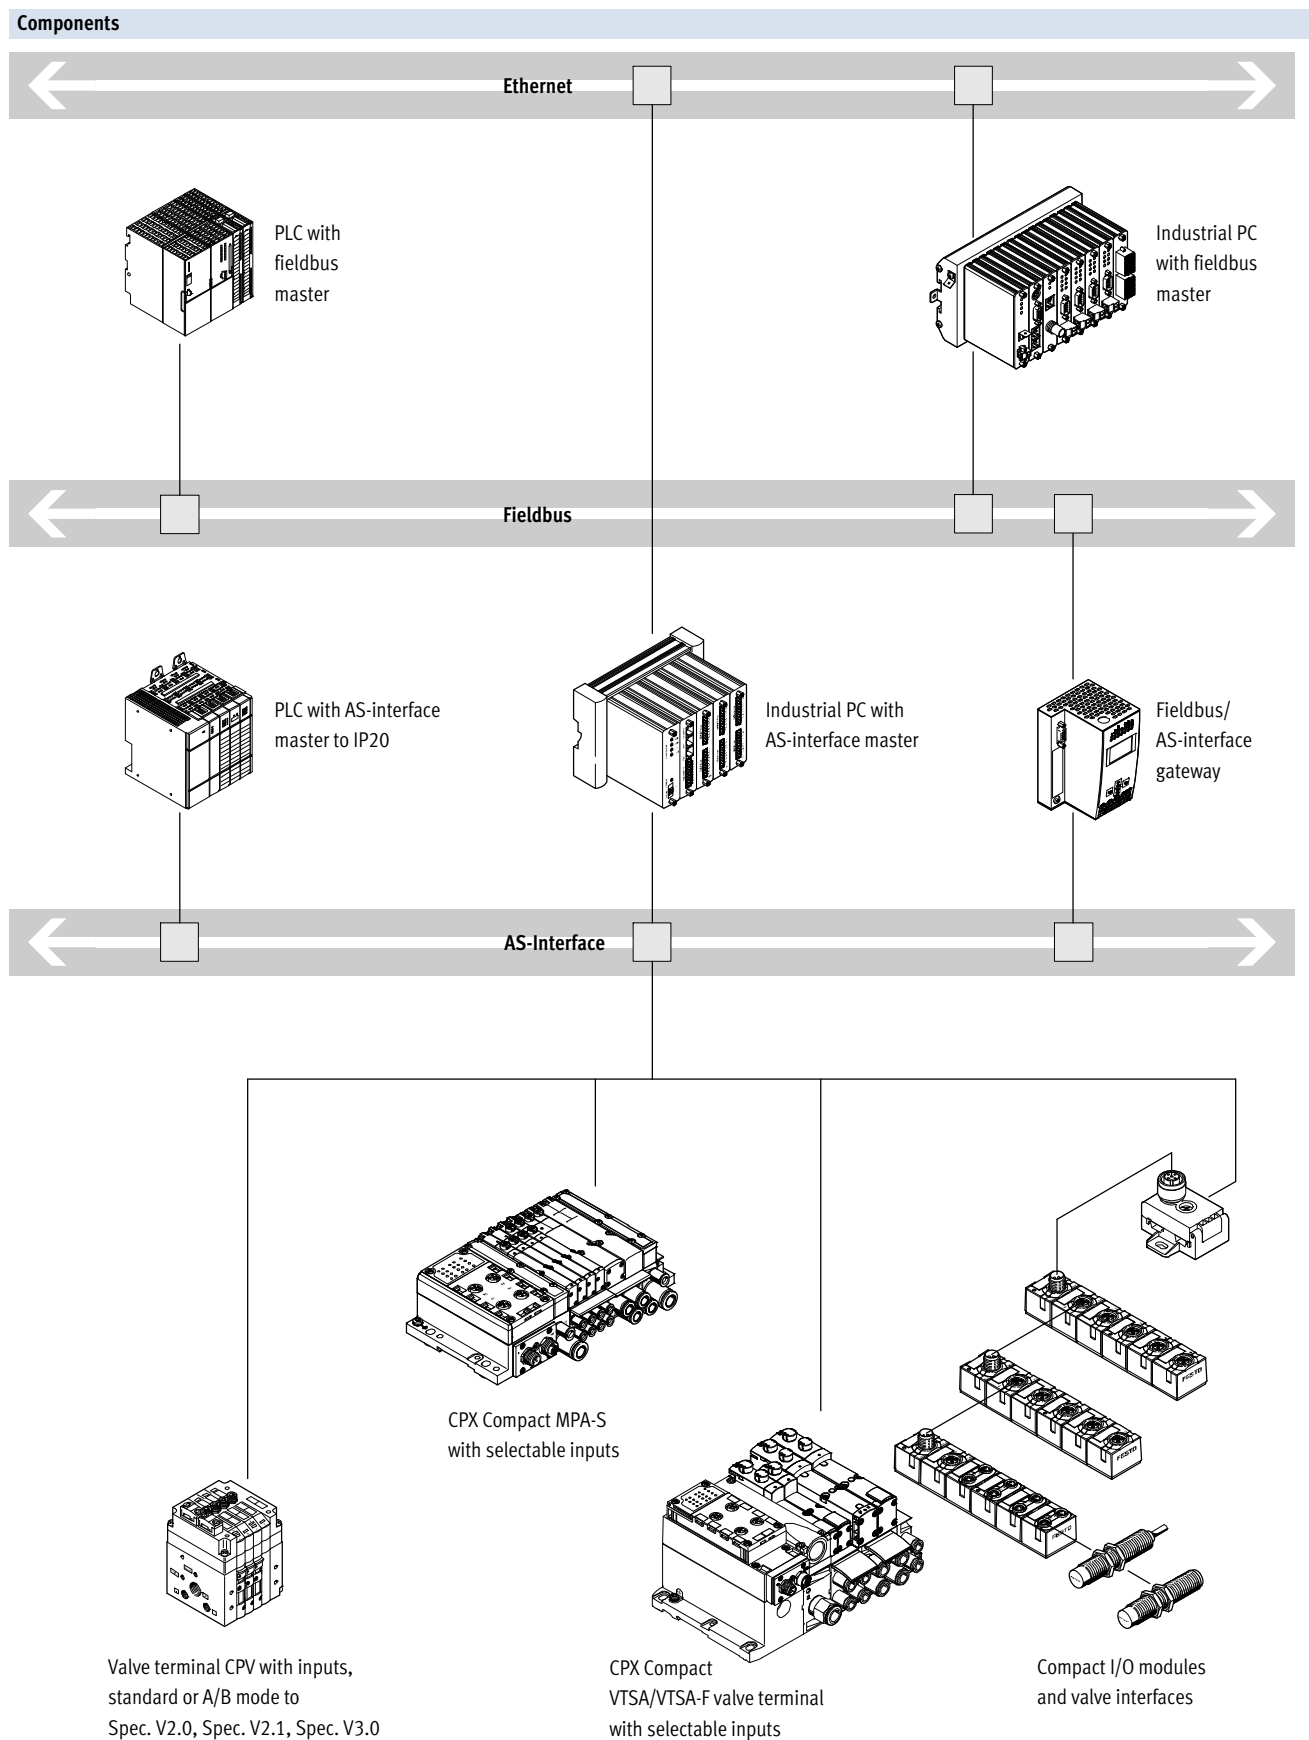 Components
Ethernet
PLC with
fieldbus
master
Industrial PC
with fieldbus
master
Fieldbus
PLC with AS-interface
master to IP20
Industrial PC with
AS-interface master
Fieldbus/
AS-interface
gateway
AS-Interface
FESTO
FESTO
FESTO
CPX Compact MPA-S
with selectable inputs
Valve terminal CPV with inputs,
standard or A/B mode to
Spec. V2.0, Spec. V2.1, Spec. V3.0
CPX Compact
VTSA/VTSA-F valve terminal
with selectable inputs
Compact I/O modules
and valve interfaces